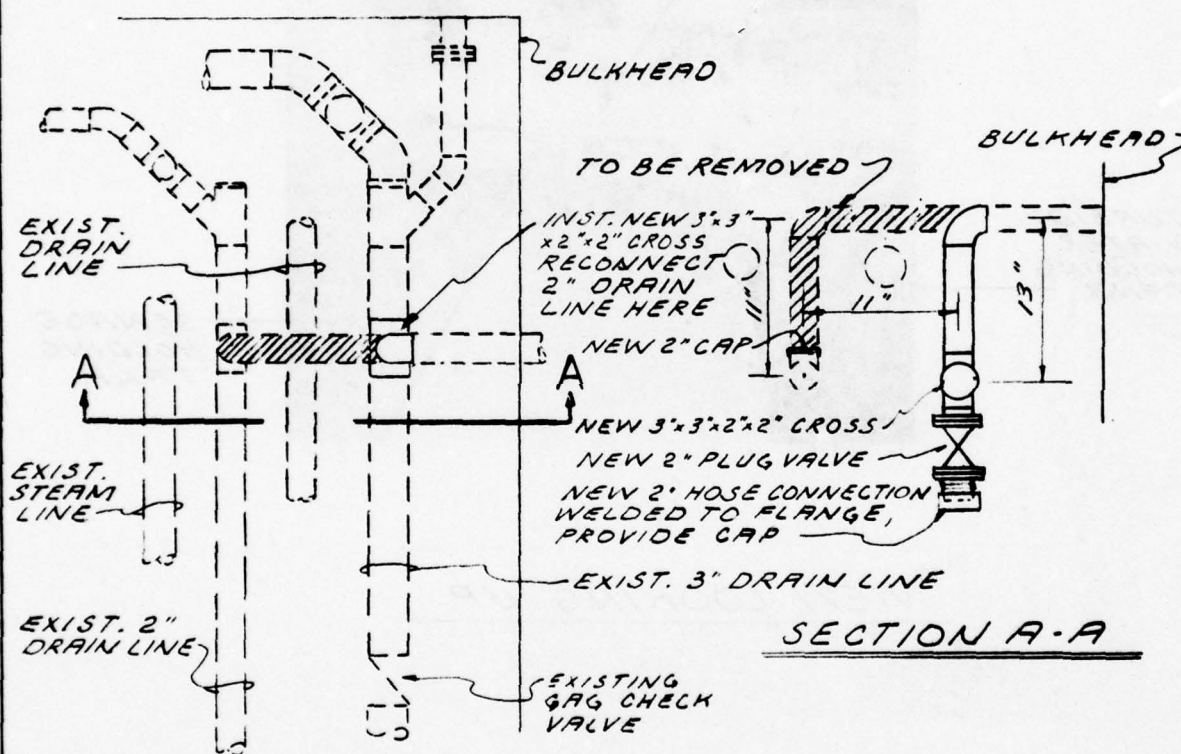 BULKHEAD
EXIST.
DRAIN
LINE
INST. NEW 3"x3"
x2"x2" CROSS
RECONNECT
2" DRAIN
LINE HERE
A
A
EXIST.
STEAM
LINE
EXIST. 3" DRAIN LINE
EXIST. 2"
DRAIN LINE
EXISTING
GAG CHECK
VALVE
BULKHEAD
TO BE REMOVED
11"
11"
13"
NEW 2" CAP
NEW 3"x3"x2"x2" CROSS
NEW 2" PLUG VALVE
NEW 2" HOSE CONNECTION
WELDED TO FLANGE,
PROVIDE CAP
SECTION A-A